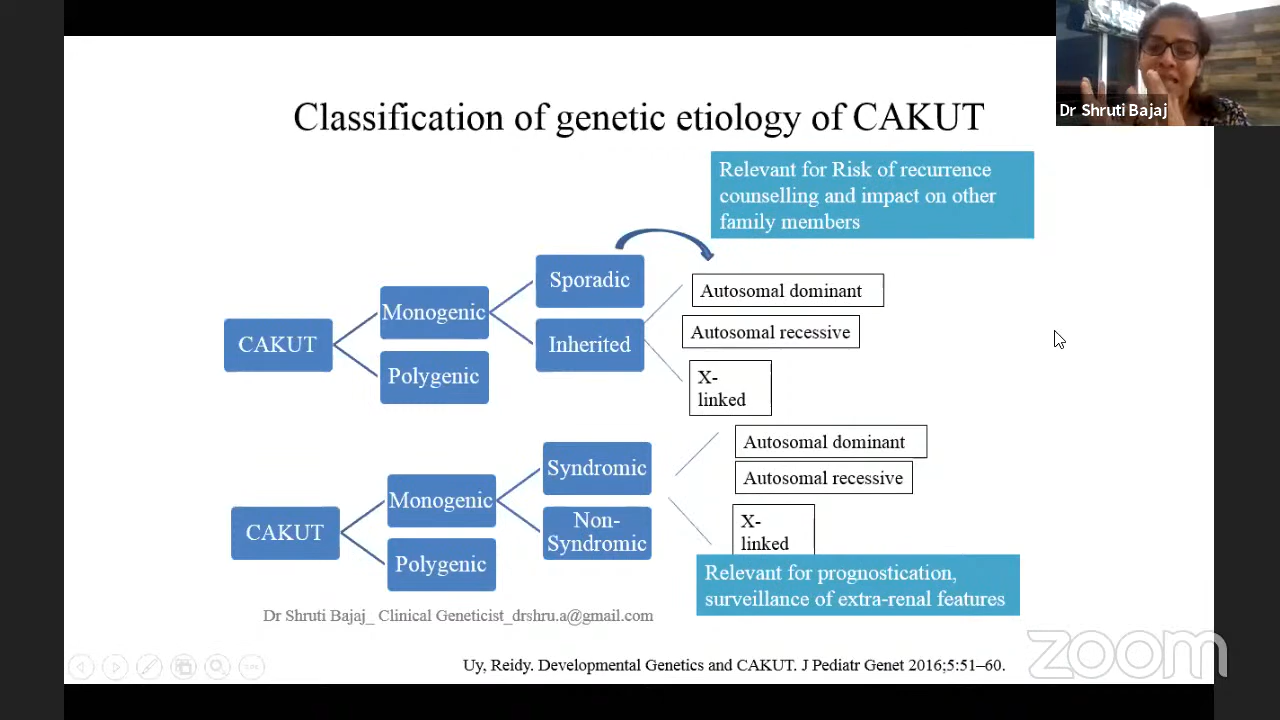 Dr Shruti Bajaj
Classification of genetic etiology of CAKUT
Relevant for Risk of recurrence
counselling and impact on other
family members
CAKUT
Monogenic
Polygenic
Sporadic
Inherited
Autosomal dominant
Autosomal recessive
X-
linked
CAKUT
Monogenic
Polygenic
Syndromic
Non-
Syndromic
Autosomal dominant
Autosomal recessive
X-
linked
Relevant for prognostication,
surveillance of extra-renal features
Dr Shruti Bajaj_ Clinical Geneticist_drshru.a@gmail.com
Uy, Reidy. Developmental Genetics and CAKUT. J Pediatr Genet 2016;5:51–60.
zoom